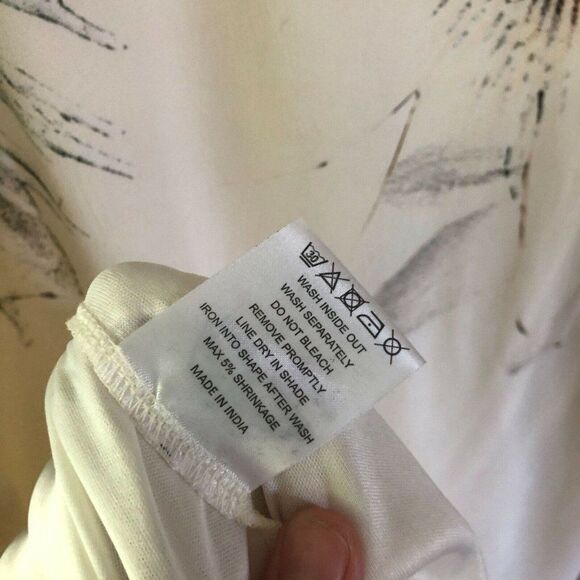 30
WASH INSIDE OUT
WASH SEPARATELY
DO NOT BLEACH
REMOVE PROMPTLY
LINE DRY IN SHADE
IRON INTO SHAPE AFTER WASH
MAX 5% SHRINKAGE
MADE IN INDIA